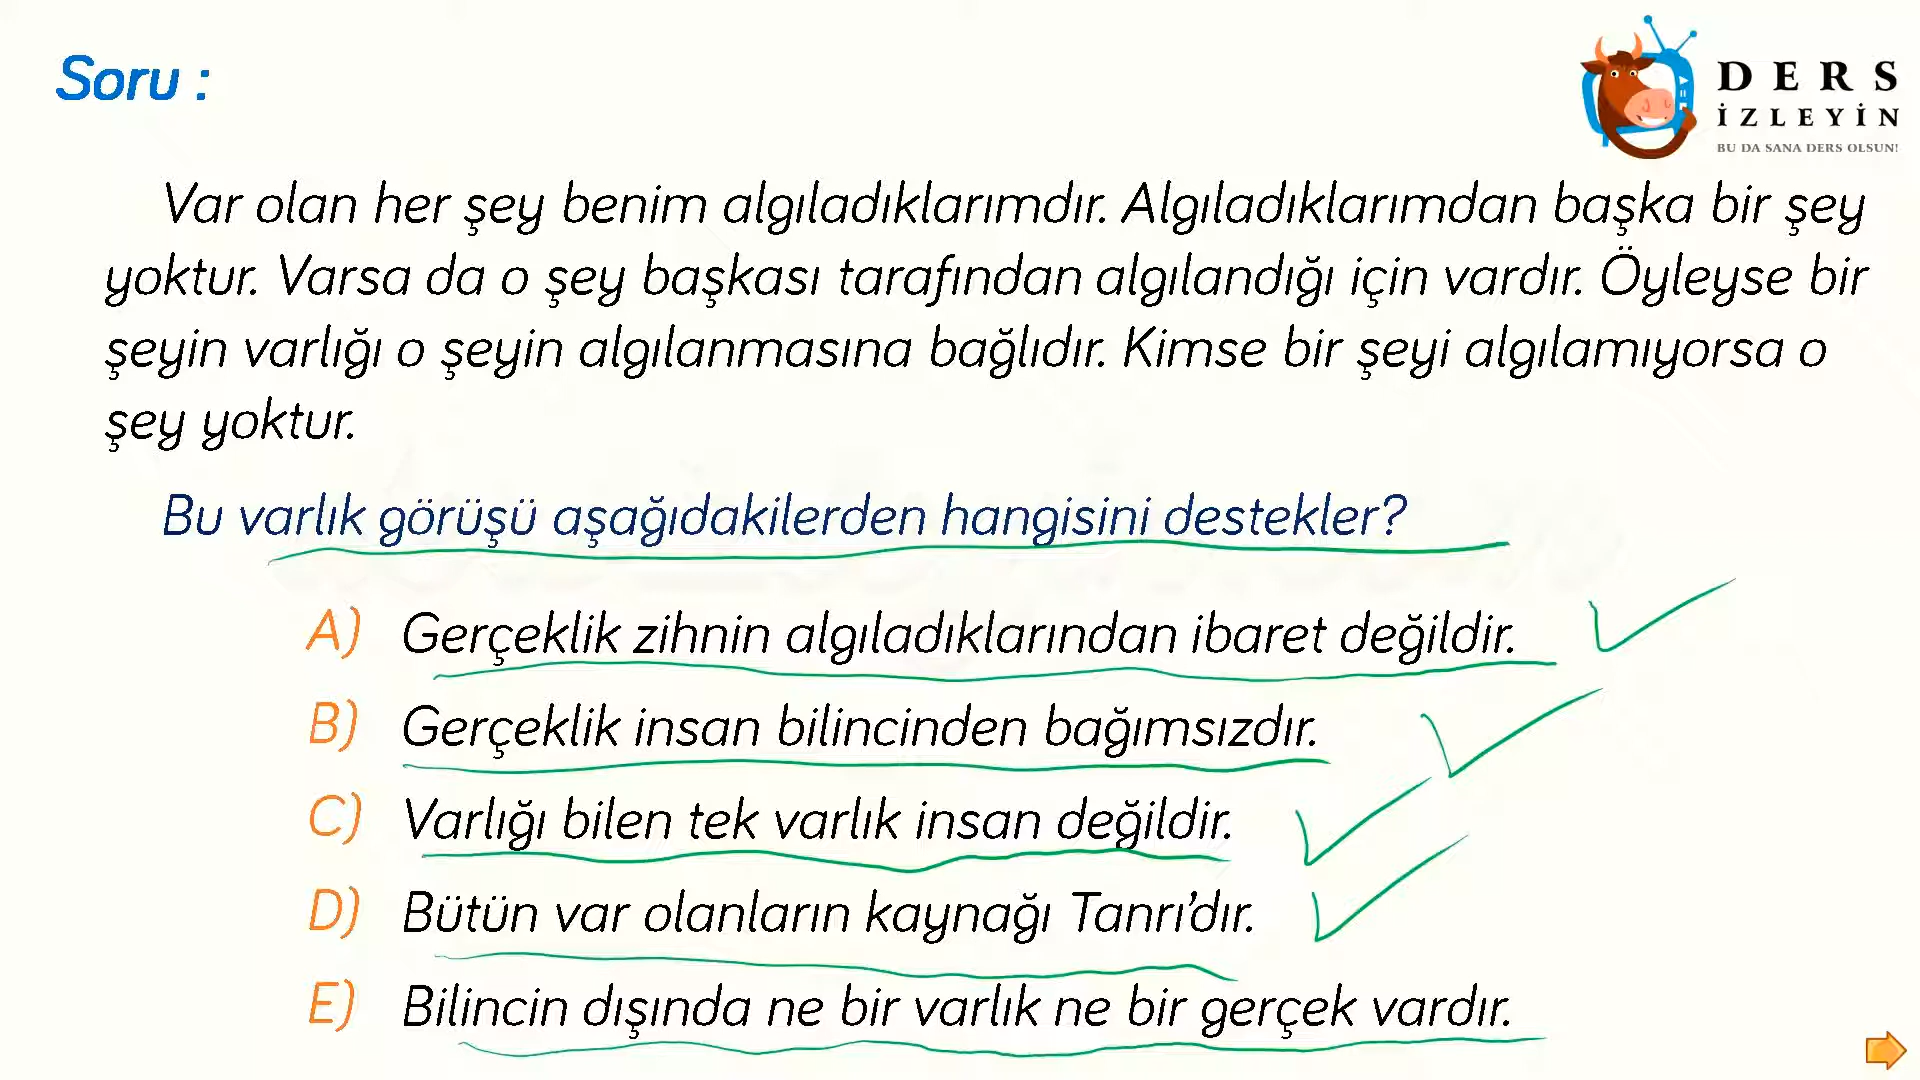 Soru :
DERS
İZLEYİN
BU DA SANA DERS OLSUN!
Var olan her şey benim algıladıklarımdır. Algıladıklarımdan başka bir şey
yoktur. Varsa da o şey başkası tarafından algılandığı için vardır. Öyleyse bir
şeyin varlığı o şeyin algılanmasına bağlıdır. Kimse bir şeyi algılamıyorsa o
şey yoktur.
Bu varlık görüşü aşağıdakilerden hangisini destekler?
A) Gerçeklik zihnin algıladıklarından ibaret değildir.
B) Gerçeklik insan bilincinden bağımsızdır.
C) Varlığı bilen tek varlık insan değildir.
D) Bütün var olanların kaynağı Tanrı’dır.
E) Bilincin dışında ne bir varlık ne bir gerçek vardır.